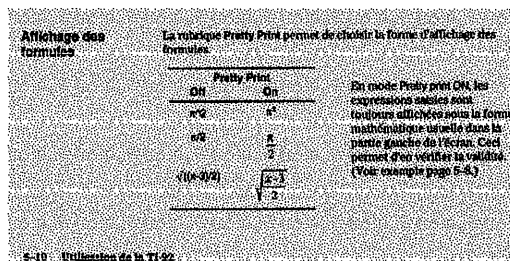 Affichage des
formules
La rubrique Pretty Print permet de choisir la forme d'affichage des
formules.
Pretty Print
Off On
π^2 π²
π/2 π/2
√((x-3)/2) √((x-3)/2)
En mode Pretty print ON, les
expressions saisies sont
toujours affichées sous la forme
mathématique usuelle dans la
partie gauche de l'écran. Ceci
permet d'en vérifier la validité.
(Voir exemple page 5-8.)
5-10 Utilisation de la TI-92